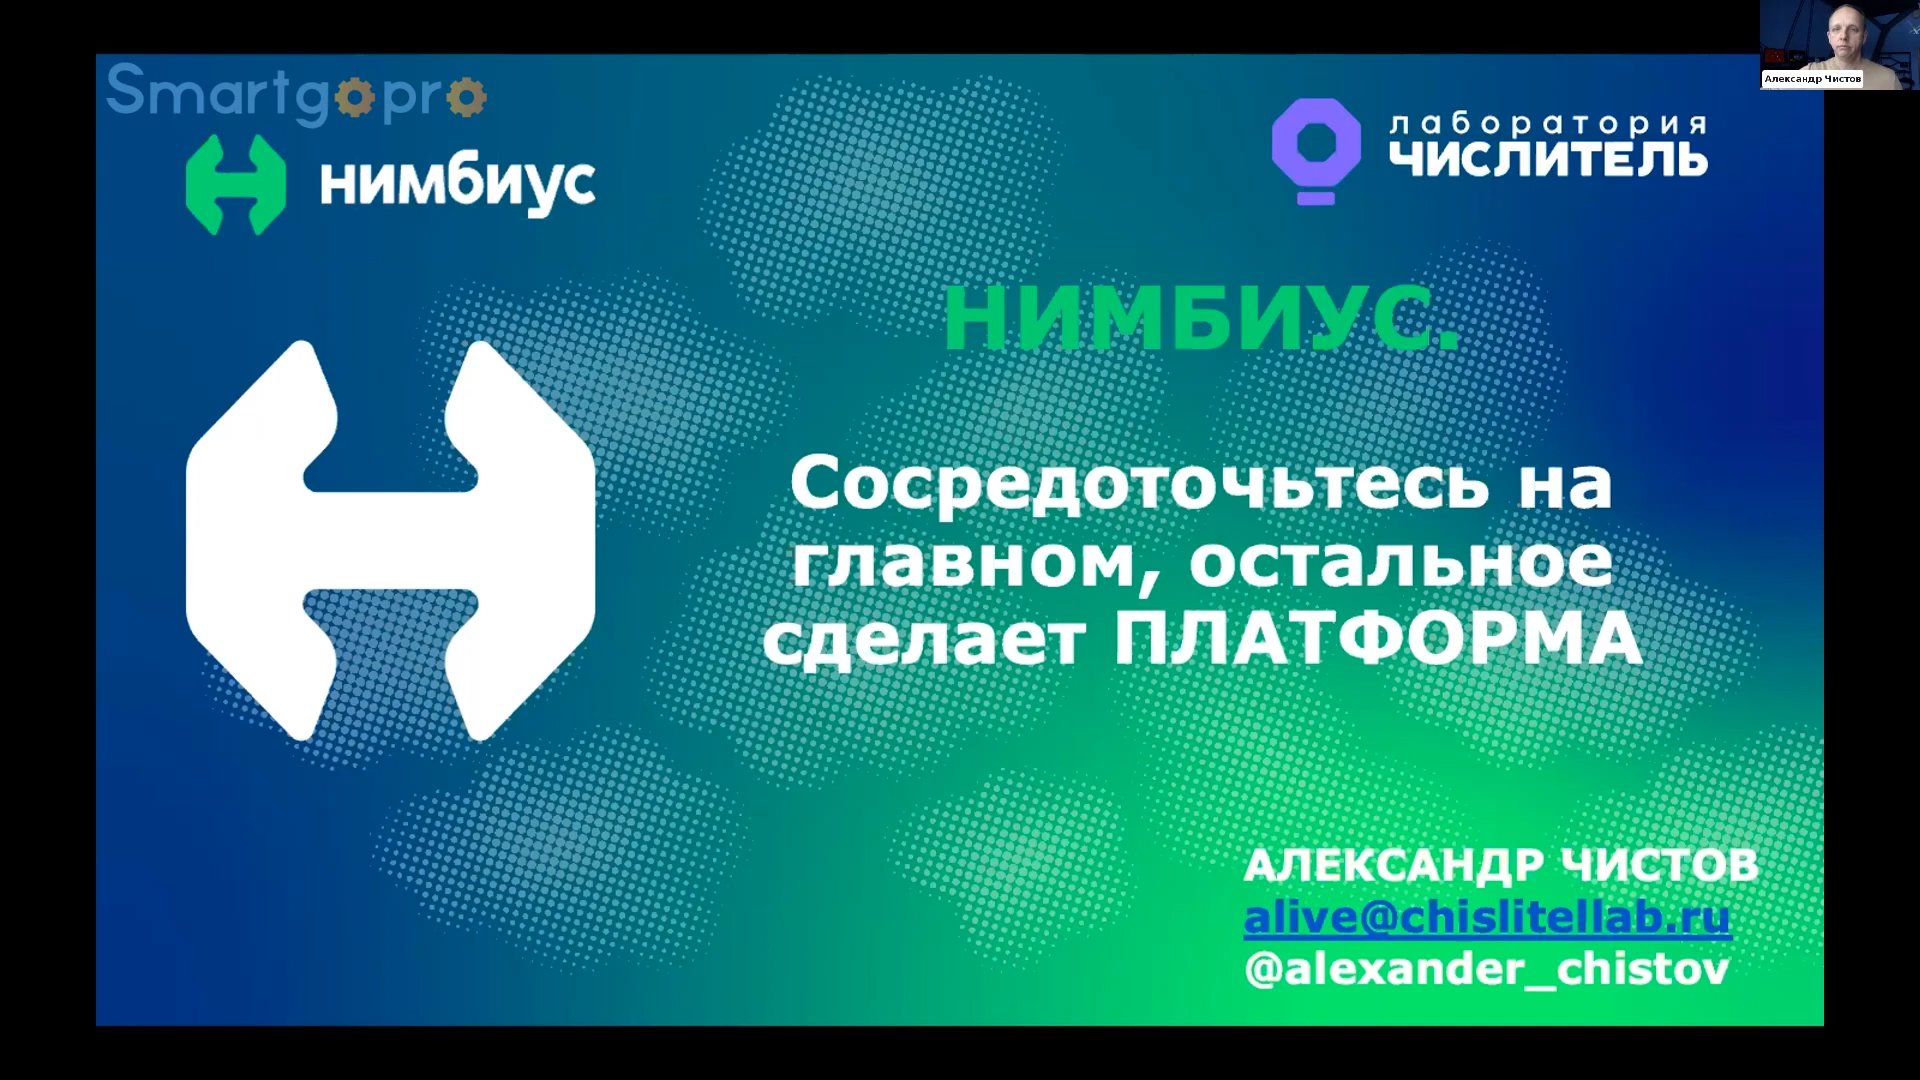 Smartgopro
нимбиус
лаборатория
ЧИСЛИТЕЛЬ
Александр Чистов
НИМБИУС.
Сосредоточьтесь на
главном, остальное
сделает ПЛАТФОРМА
АЛЕКСАНДР ЧИСТОВ
alive@chislitellab.ru
@alexander_chistov